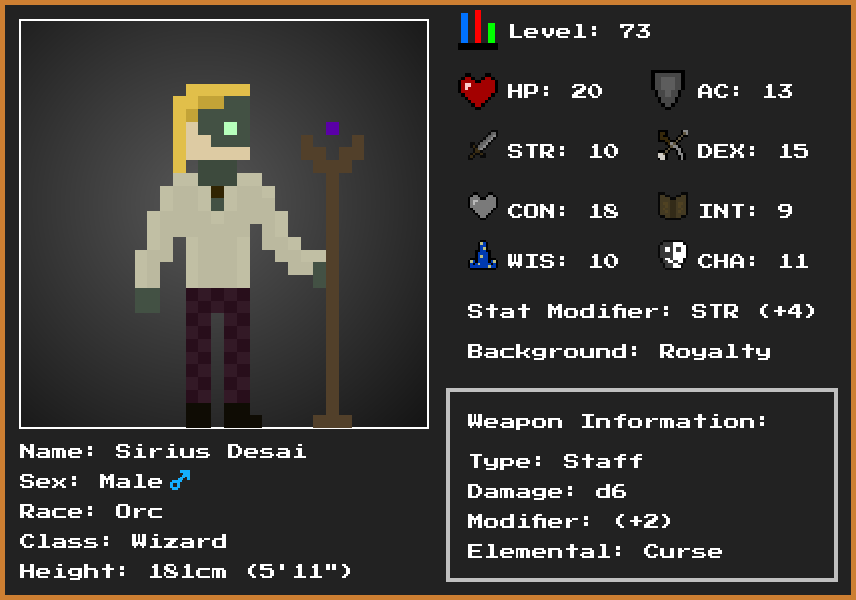 Level: 73
HP: 20
AC: 13
STR: 10
DEX: 15
CON: 18
INT: 9
WIS: 10
CHA: 11
Stat Modifier: STR (+4)
Background: Royalty
Weapon Information:
Type: Staff
Damage: d6
Modifier: (+2)
Elemental: Curse
Name: Sirius Desai
Sex: Male ♂
Race: Orc
Class: Wizard
Height: 181cm (5'11")